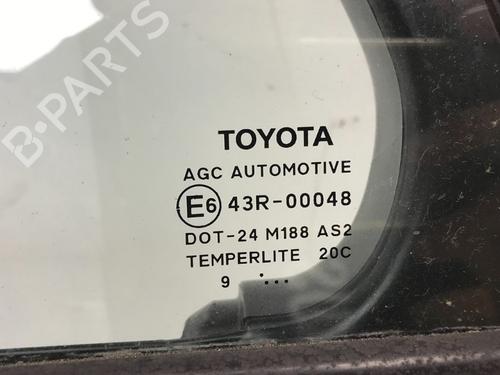 B-PARTS
TOYOTA
AGC AUTOMOTIVE
E6 43R-00048
DOT-24 M188 AS2
TEMPERLITE 20C
9 ...